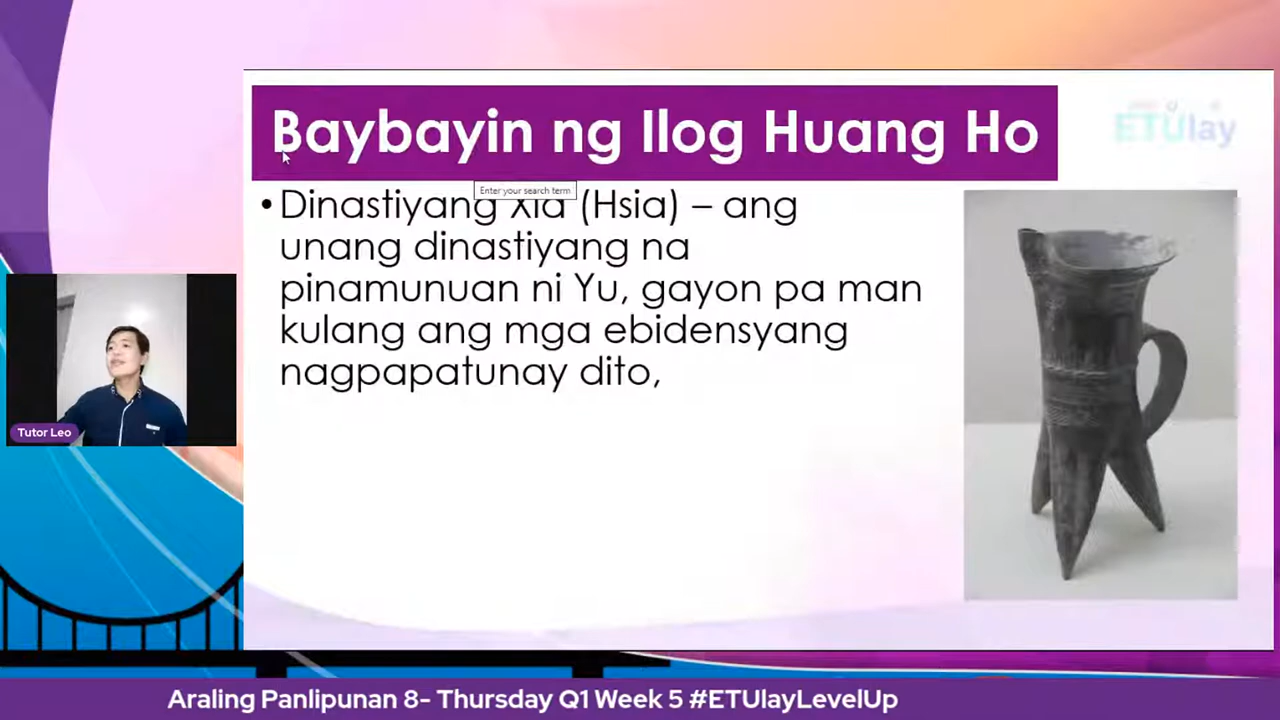 Baybayin ng Ilog Huang Ho
ETUlay
Enter your search term
• Dinastiyang Xia (Hsia) – ang
unang dinastiyang na
pinamunuan ni Yu, gayon pa man
kulang ang mga ebidensyang
nagpapatunay dito,
Tutor Leo
Araling Panlipunan 8- Thursday Q1 Week 5 #ETUlayLevelUp